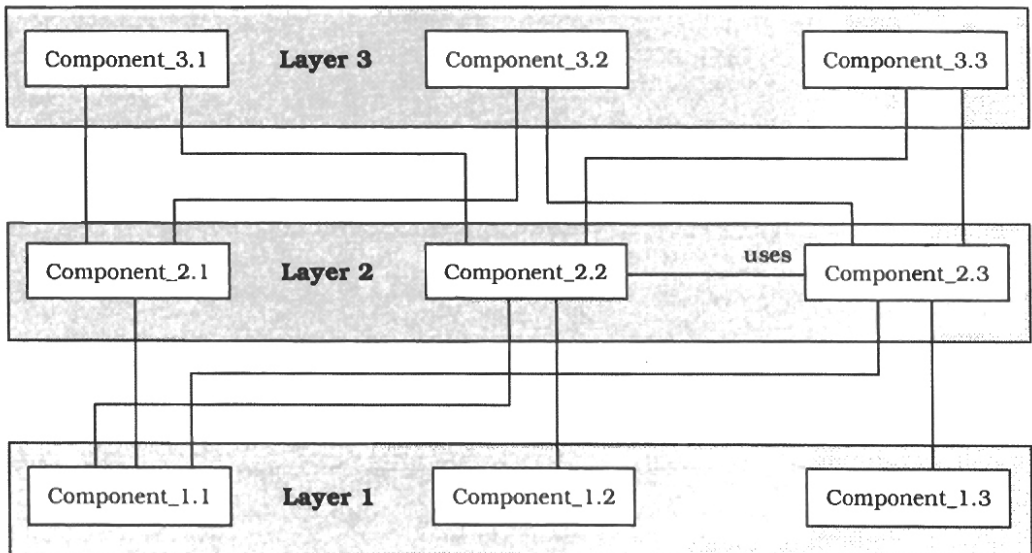 Component_3.1
Layer 3
Component_3.2
Component_3.3
Component_2.1
Layer 2
Component_2.2
uses
Component_2.3
Component_1.1
Layer 1
Component_1.2
Component_1.3